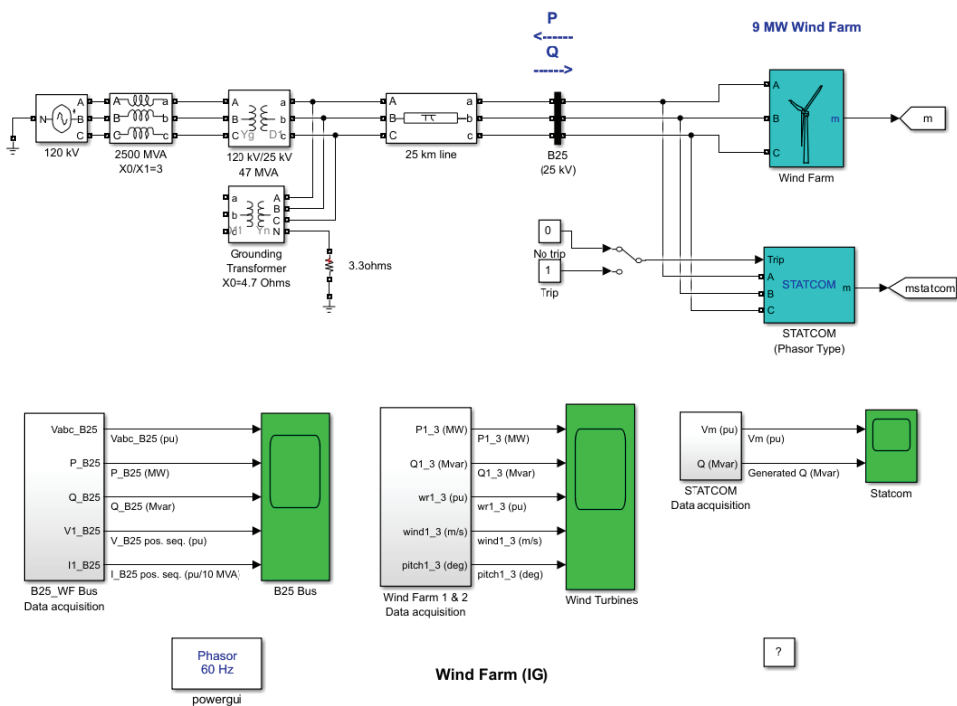 P
<------
Q
------>
9 MW Wind Farm
N
A
B
C
120 kV
A
B
C
a
b
c
2500 MVA
X0/X1=3
A
B
C
a
b
c
Yg
D1
120 kV/25 kV
47 MVA
A
B
C
a
b
c
25 km line
a
b
c
B25
(25 kV)
A
B
C
m
Wind Farm
m
a
b
c
A
B
C
N
Yn
Grounding
Transformer
X0=4.7 Ohms
3.3ohms
0
No trip
1
Trip
Trip
A
B
C
STATCOM
m
STATCOM
(Phasor Type)
mstatcom
Vabc_B25
P_B25
Q_B25
V1_B25
I1_B25
Vabc_B25 (pu)
P_B25 (MW)
Q_B25 (Mvar)
V_B25 pos. seq. (pu)
I_B25 pos. seq. (pu/10 MVA)
B25_WF Bus
Data acquisition
B25 Bus
P1_3 (MW)
Q1_3 (Mvar)
wr1_3 (pu)
wind1_3 (m/s)
pitch1_3 (deg)
P1_3 (MW)
Q1_3 (Mvar)
wr1_3 (pu)
wind1_3 (m/s)
pitch1_3 (deg)
Wind Farm 1 & 2
Data acquisition
Wind Turbines
Vm (pu)
Q (Mvar)
Vm (pu)
Generated Q (Mvar)
STATCOM
Data acquisition
Statcom
Phasor
60 Hz
powergui
Wind Farm (IG)
?